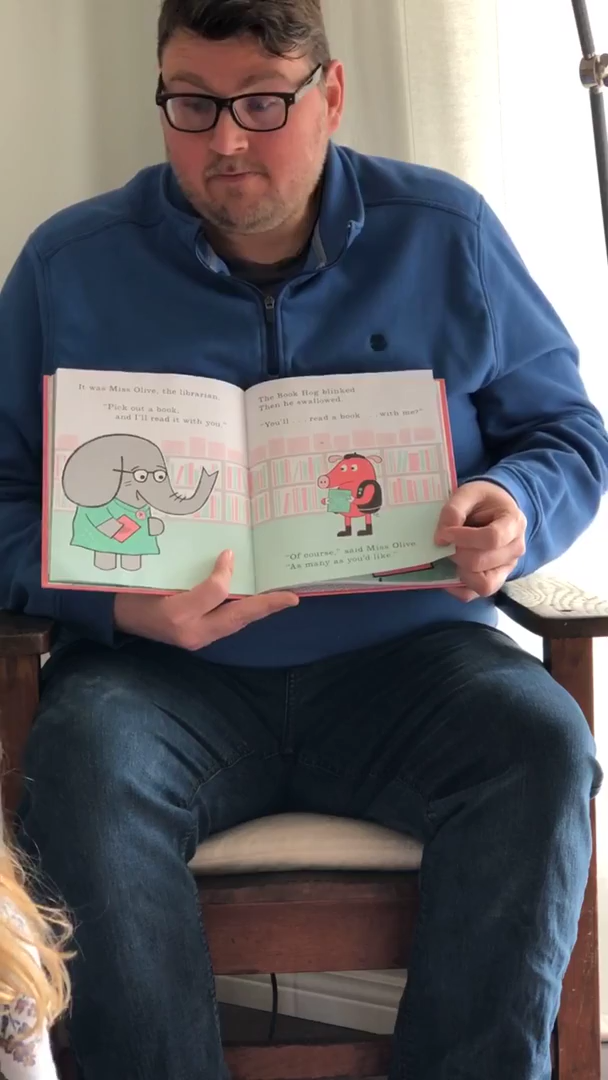 It was Miss Olive, the librarian.
"Pick out a book,
and I'll read it with you."
The Book Hog blinked.
Then he swallowed.
"You'll read a book with me?"
"Of course," said Miss Olive.
"As many as you'd like."